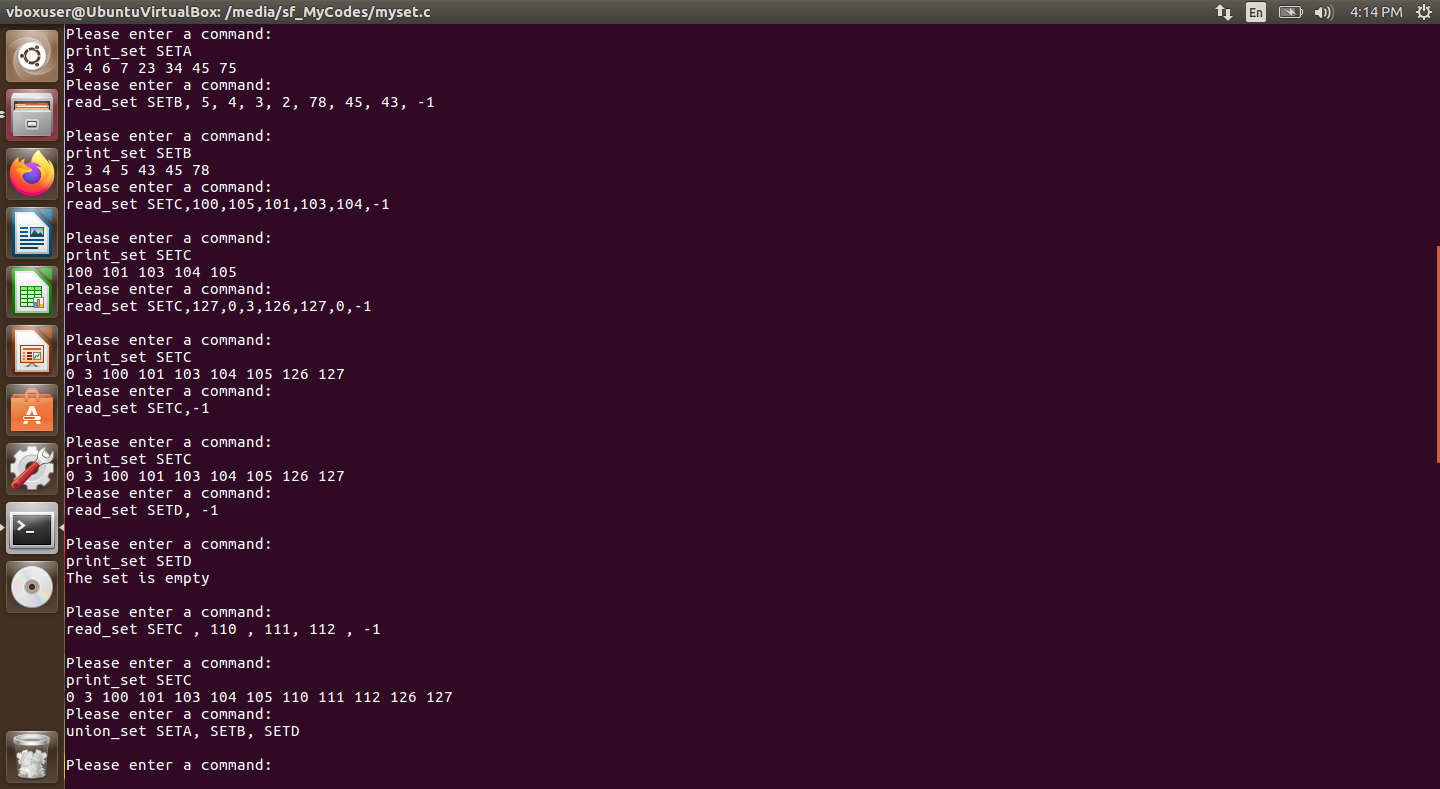 vboxuser@UbuntuVirtualBox: /media/sf_MyCodes/myset.c
En
4:14 PM
Please enter a command:
print_set SETA
3 4 6 7 23 34 45 75
Please enter a command:
read_set SETB, 5, 4, 3, 2, 78, 45, 43, -1
Please enter a command:
print_set SETB
2 3 4 5 43 45 78
Please enter a command:
read_set SETC,100,105,101,103,104,-1
Please enter a command:
print_set SETC
100 101 103 104 105
Please enter a command:
read_set SETC,127,0,3,126,127,0,-1
Please enter a command:
print_set SETC
0 3 100 101 103 104 105 126 127
Please enter a command:
read_set SETC,-1
Please enter a command:
print_set SETC
0 3 100 101 103 104 105 126 127
Please enter a command:
read_set SETD, -1
Please enter a command:
print_set SETD
The set is empty
Please enter a command:
read_set SETC , 110 , 111, 112 , -1
Please enter a command:
print_set SETC
0 3 100 101 103 104 105 110 111 112 126 127
Please enter a command:
union_set SETA, SETB, SETD
Please enter a command: